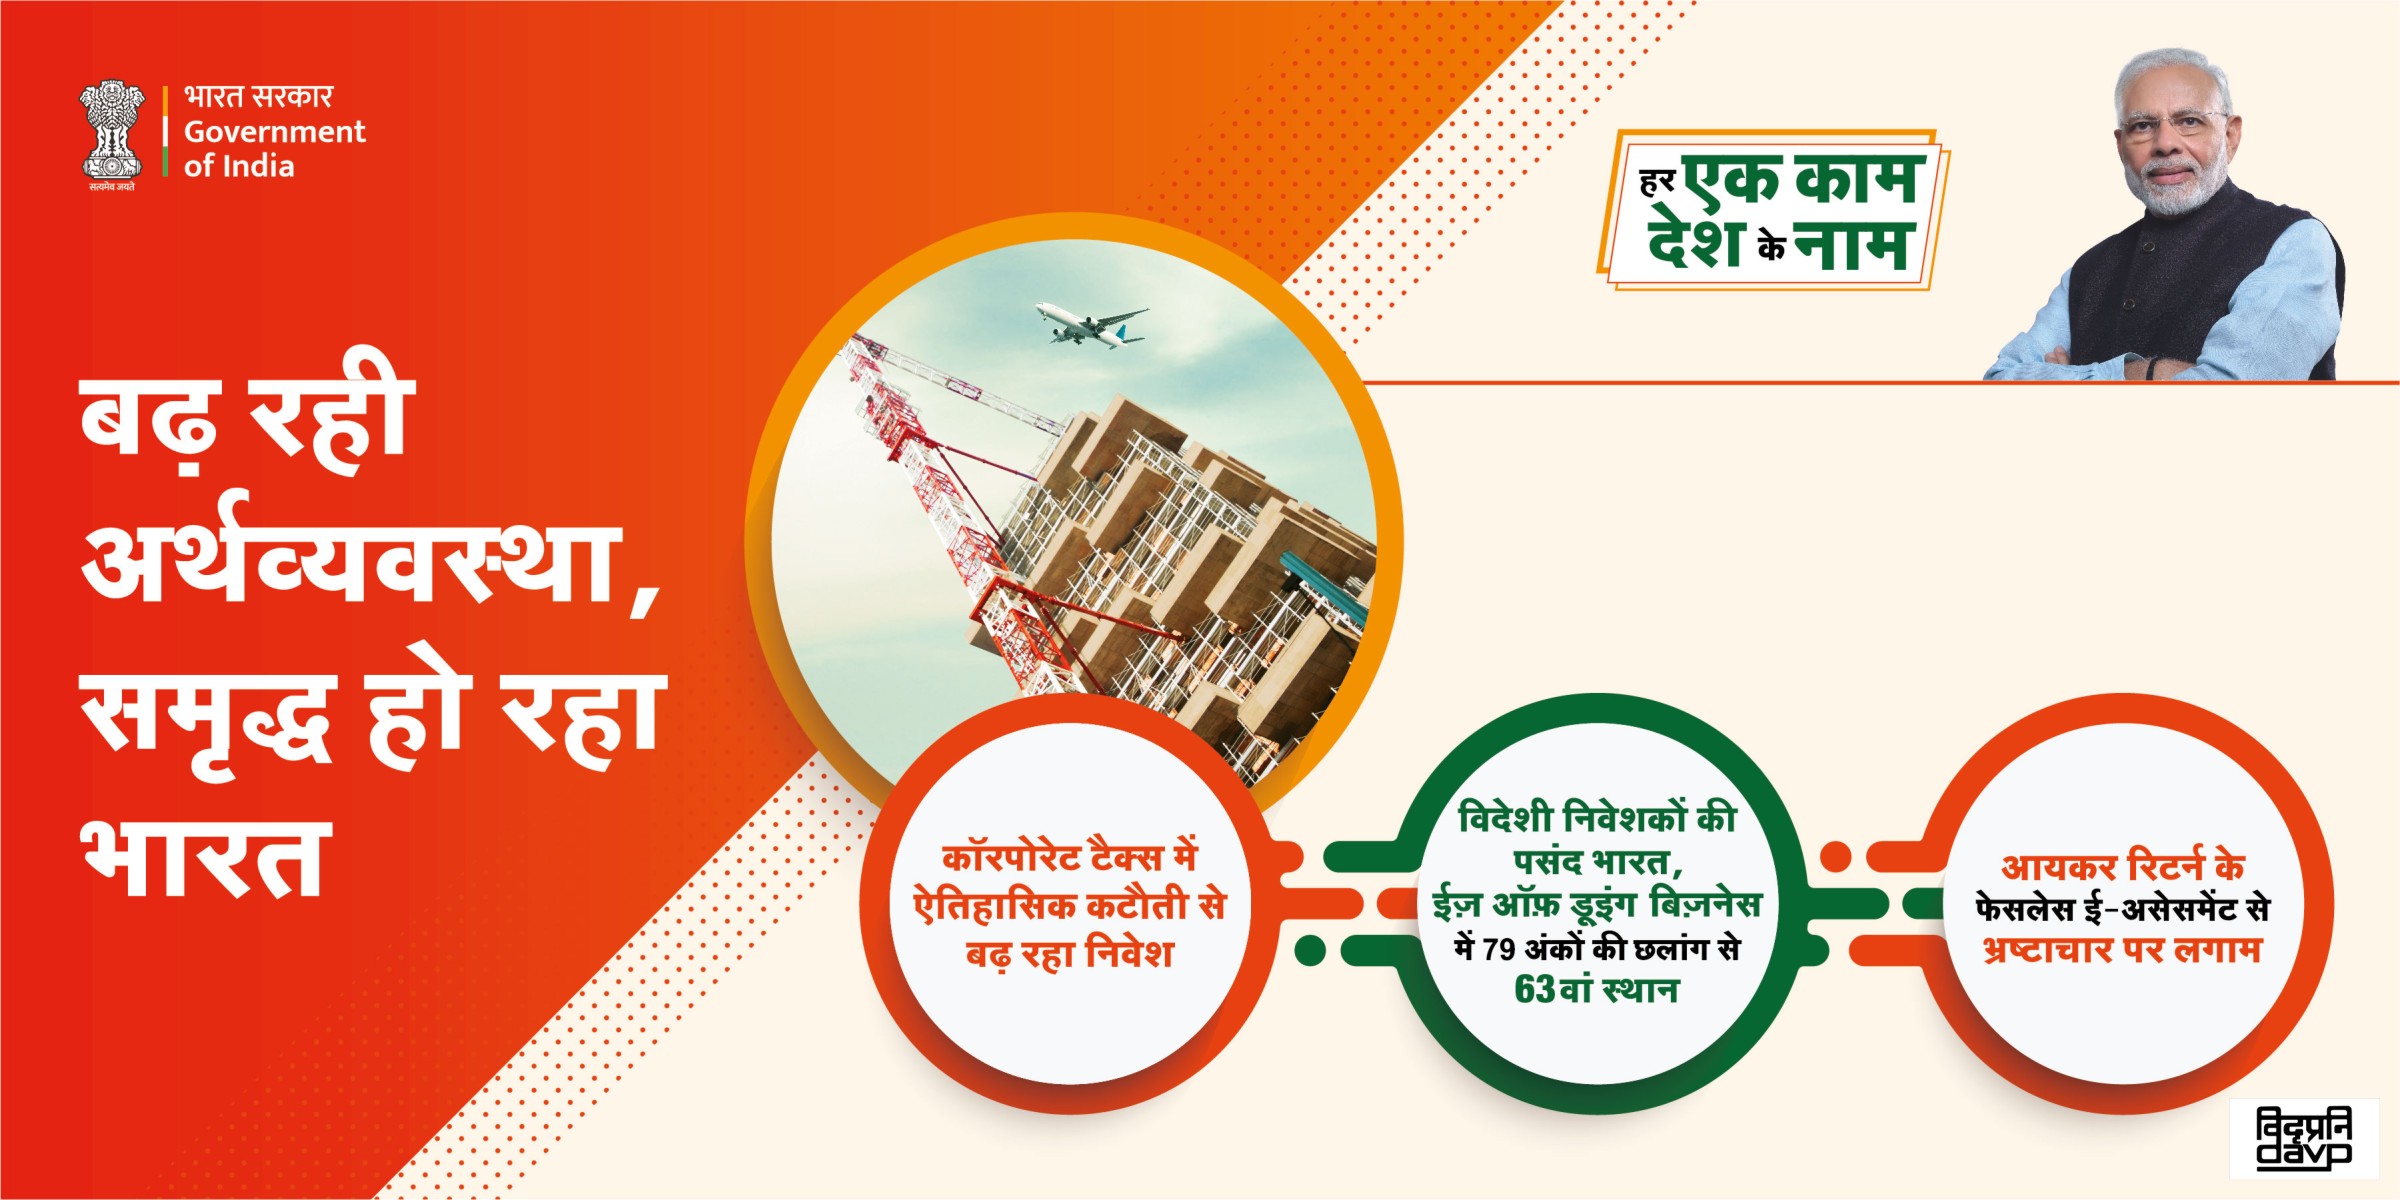 भारत सरकार
Government
of India
सत्यमेव जयते
बढ़ रही
अर्थव्यवस्था,
समृद्ध हो रहा
भारत
हर एक काम
देश के नाम
कॉरपोरेट टैक्स में
ऐतिहासिक कटौती से
बढ़ रहा निवेश
विदेशी निवेशकों की
पसंद भारत,
ईज़ ऑफ़ डूइंग बिज़नेस
में 79 अंकों की छलांग से
63वां स्थान
आयकर रिटर्न के
फेसलेस ई-असेसमेंट से
भ्रष्टाचार पर लगाम
विदृप्रनि
davp